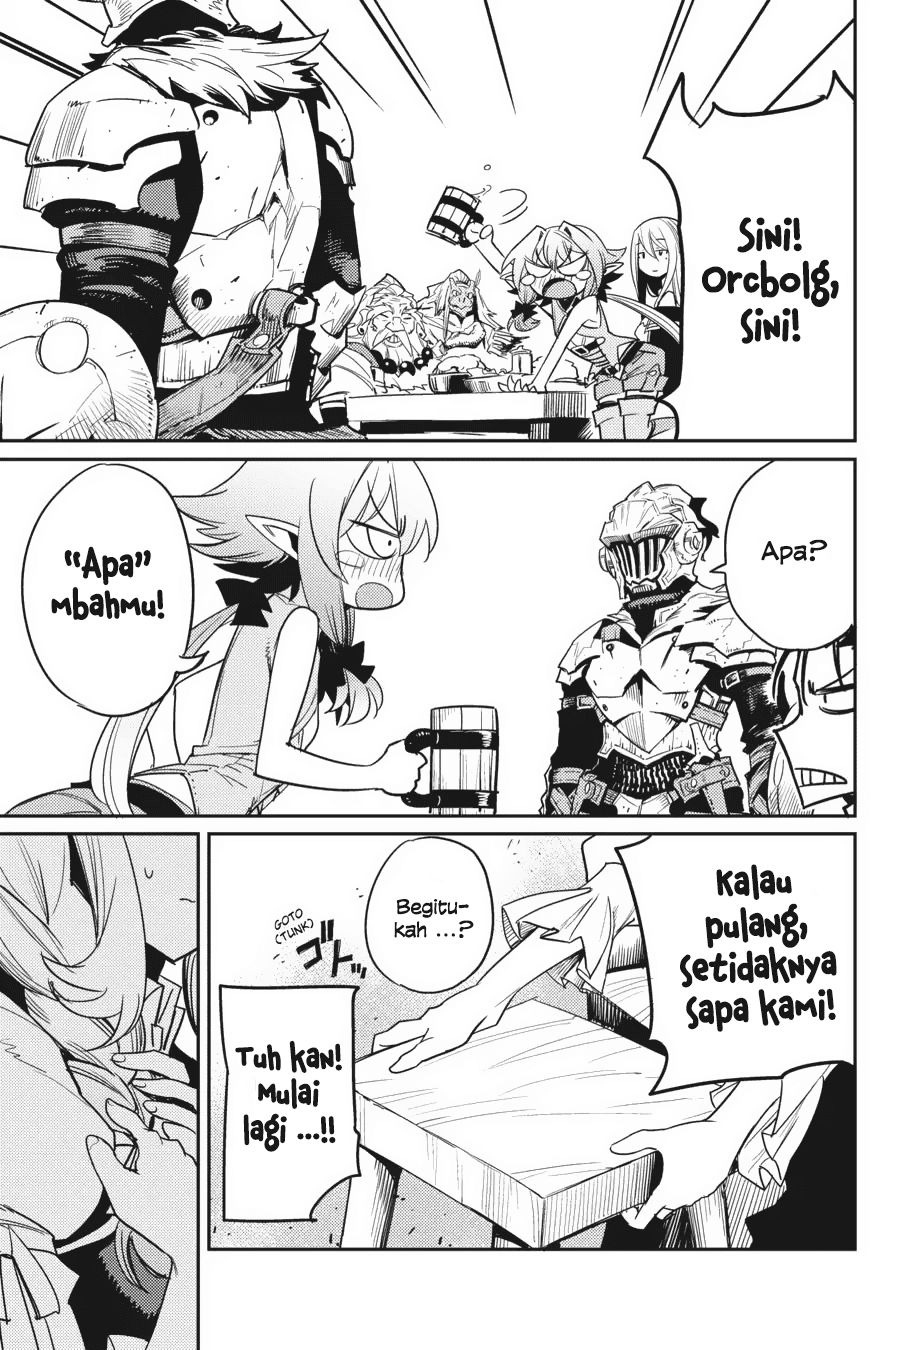 Sini!
Orcbolg,
Sini!
Apa?
"Apa"
mbahmu!
Kalau
pulang,
setidaknya
sapa kami!
Begitu-
kah ...?
GOTO
(TUNK)
ゴトッ
Tuh kan!
Mulai
lagi ...!!